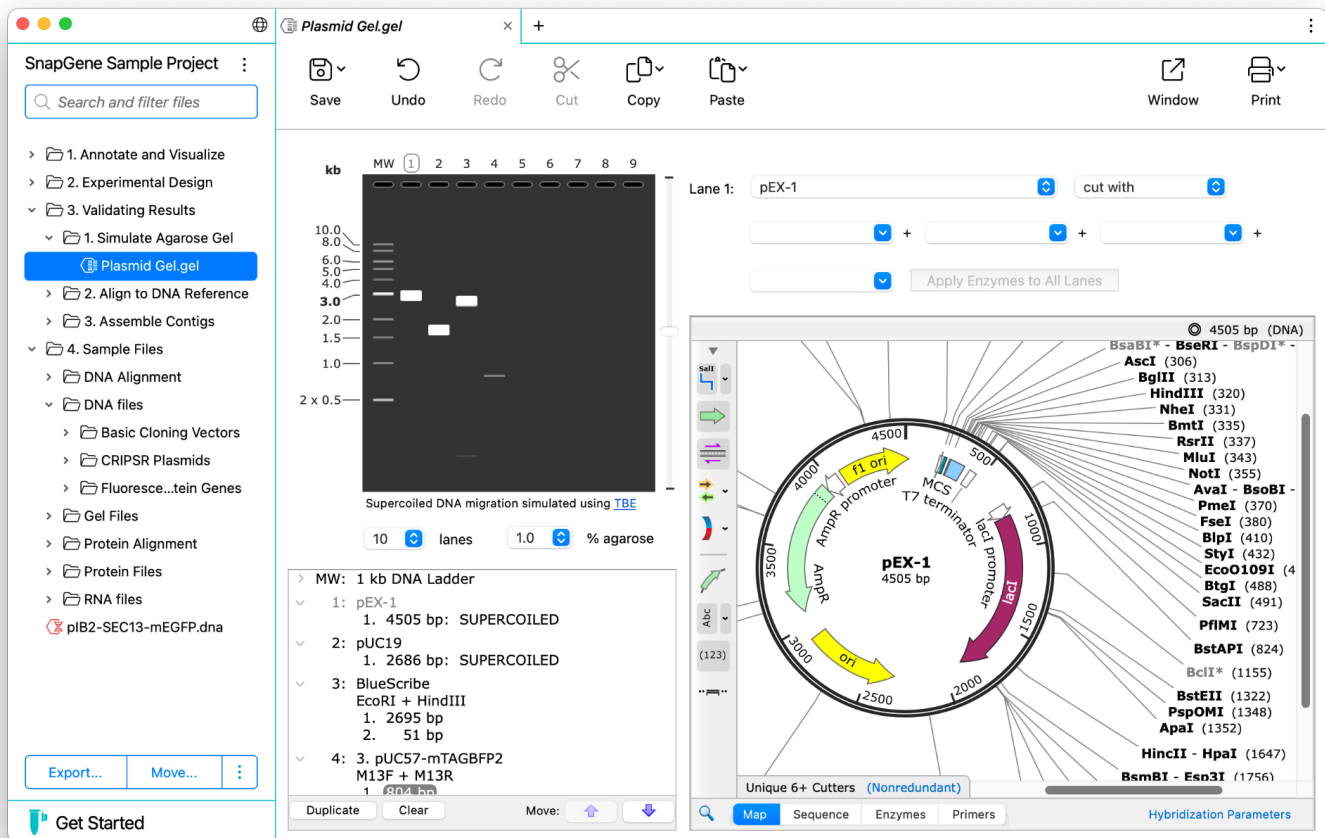 Plasmid Gel.gel
SnapGene Sample Project
Search and filter files
1. Annotate and Visualize
2. Experimental Design
3. Validating Results
1. Simulate Agarose Gel
Plasmid Gel.gel
2. Align to DNA Reference
3. Assemble Contigs
4. Sample Files
DNA Alignment
DNA files
Basic Cloning Vectors
CRIPSR Plasmids
Fluoresce...tein Genes
Gel Files
Protein Alignment
Protein Files
RNA files
pIB2-SEC13-mEGFP.dna
Export...
Move...
Get Started
Save
Undo
Redo
Cut
Copy
Paste
Window
Print
kb
MW 1 2 3 4 5 6 7 8 9
10.0
8.0
6.0
5.0
4.0
3.0
2.0
1.5
1.0
2 x 0.5
Supercoiled DNA migration simulated using TBE
10 lanes 1.0 % agarose
MW: 1 kb DNA Ladder
1: pEX-1
1. 4505 bp: SUPERCOILED
2: pUC19
1. 2686 bp: SUPERCOILED
3: BlueScribe
EcoRI + HindIII
1. 2695 bp
2. 51 bp
4: 3. pUC57-mTAGBFP2
M13F + M13R
1. 804 bp
Duplicate
Clear
Move:
Lane 1: pEX-1 cut with
+ + +
Apply Enzymes to All Lanes
4505 bp (DNA)
SalI
Abc
(123)
BsaBI* - BseRI - BspDI* -
AscI (306)
BglII (313)
HindIII (320)
NheI (331)
BmtI (335)
RsrII (337)
MluI (343)
NotI (355)
AvaI - BsoBI -
PmeI (370)
FseI (380)
BlpI (410)
StyI (432)
EcoO109I (4
BtgI (488)
SacII (491)
PflMI (723)
BstAPI (824)
BclI* (1155)
BstEII (1322)
PspOMI (1348)
ApaI (1352)
HincII - HpaI (1647)
BsmBI - Esp3I (1756)
4500
500
1000
1500
2000
2500
3000
3500
4000
f1 ori
AmpR promoter
AmpR
ori
MCS
T7 terminator
lacI promoter
lacI
pEX-1
4505 bp
Unique 6+ Cutters (Nonredundant)
Map
Sequence
Enzymes
Primers
Hybridization Parameters